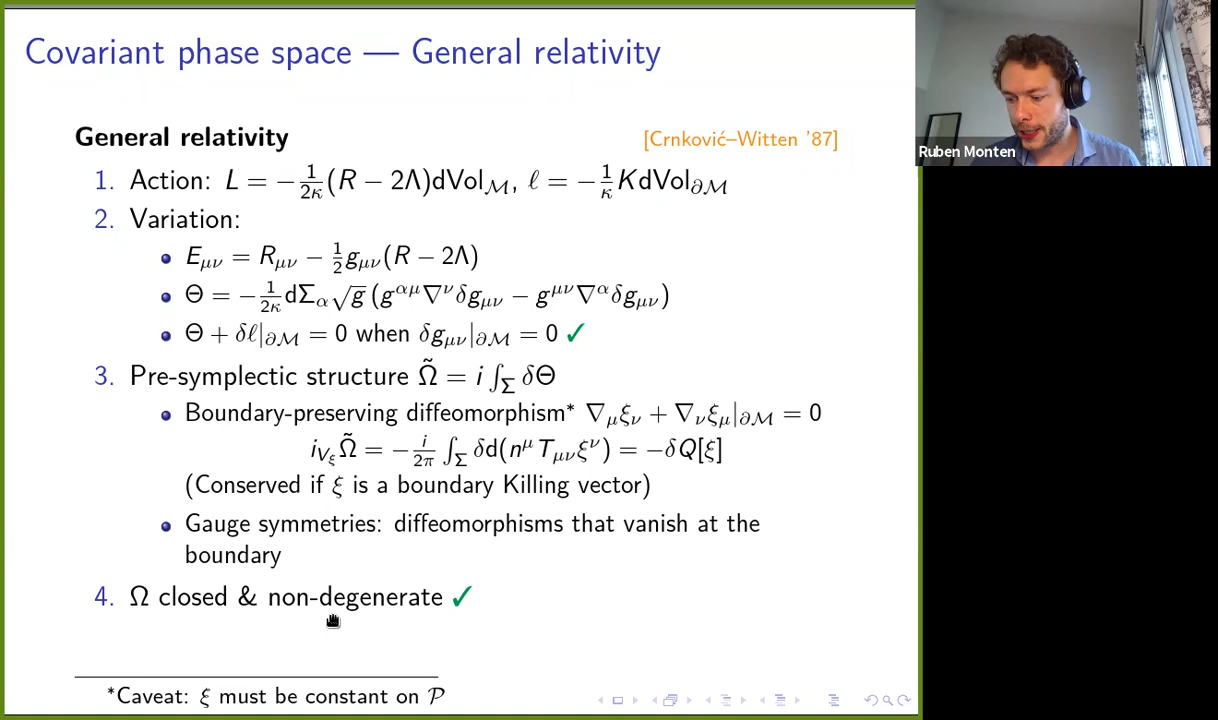 Covariant phase space — General relativity
General relativity [Crnković–Witten '87]
1. Action: L = −1/2κ (R − 2Λ)dVol_ℳ, ℓ = −1/κ KdVol_∂ℳ
2. Variation:
E_μν = R_μν − 1/2 g_μν(R − 2Λ)
Θ = −1/2κ dΣ_α √g (g^αμ ∇^ν δg_μν − g^μν ∇^α δg_μν)
Θ + δℓ|_∂ℳ = 0 when δg_μν|_∂ℳ = 0 ✓
3. Pre-symplectic structure Ω̃ = i ∫_Σ δΘ
Boundary-preserving diffeomorphism* ∇_μξ_ν + ∇_νξ_μ|_∂ℳ = 0
i_{V_ξ} Ω̃ = −i/2π ∫_Σ δd(n^μ T_μν ξ^ν) = −δQ[ξ]
(Conserved if ξ is a boundary Killing vector)
Gauge symmetries: diffeomorphisms that vanish at the
boundary
4. Ω closed & non-degenerate ✓
*Caveat: ξ must be constant on 𝒫
Ruben Monten